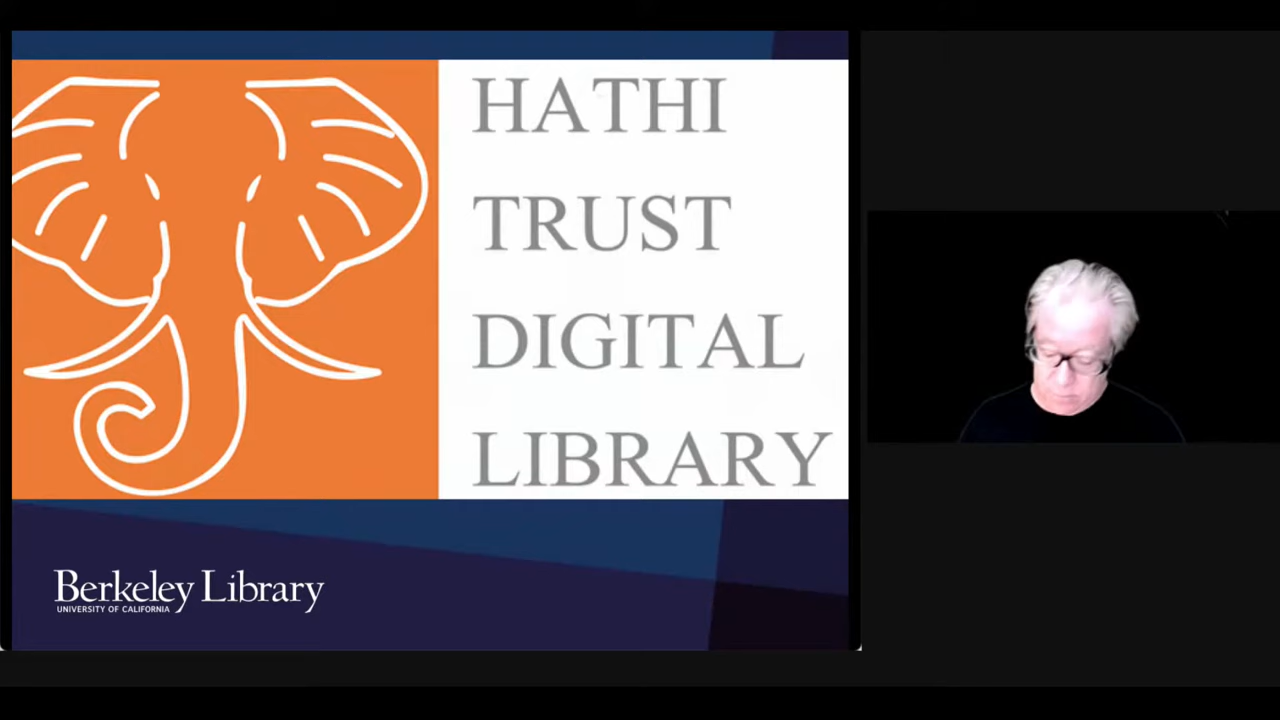 HATHI
TRUST
DIGITAL
LIBRARY
Berkeley Library
UNIVERSITY OF CALIFORNIA